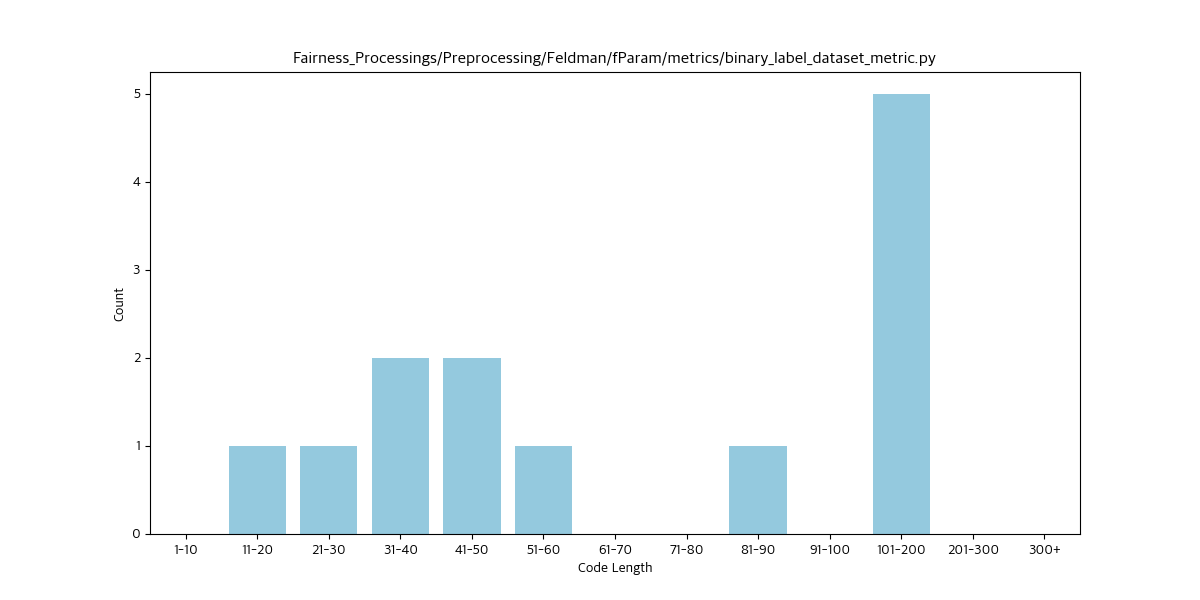 Fairness_Processings/Preprocessing/Feldman/fParam/metrics/binary_label_dataset_metric.py
5
4
3
2
1
0
Count
1-10 11-20 21-30 31-40 41-50 51-60 61-70 71-80 81-90 91-100 101-200 201-300 300+
Code Length